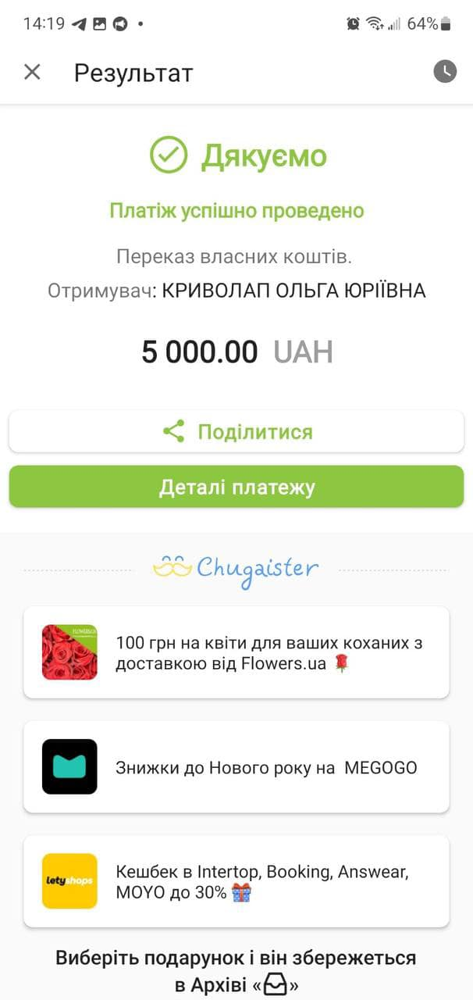 14:19
64%
Результат
Дякуємо
Платіж успішно проведено
Переказ власних коштів.
Отримувач: КРИВОЛАП ОЛЬГА ЮРІЇВНА
5 000.00 UAH
Поділитися
Деталі платежу
Chugaister
100 грн на квіти для ваших коханих з
доставкою від Flowers.ua 🌹
Знижки до Нового року на MEGOGO
letyshops
Кешбек в Intertop, Booking, Answear,
MOYO до 30% 🎁
Виберіть подарунок і він збережеться
в Архіві «»